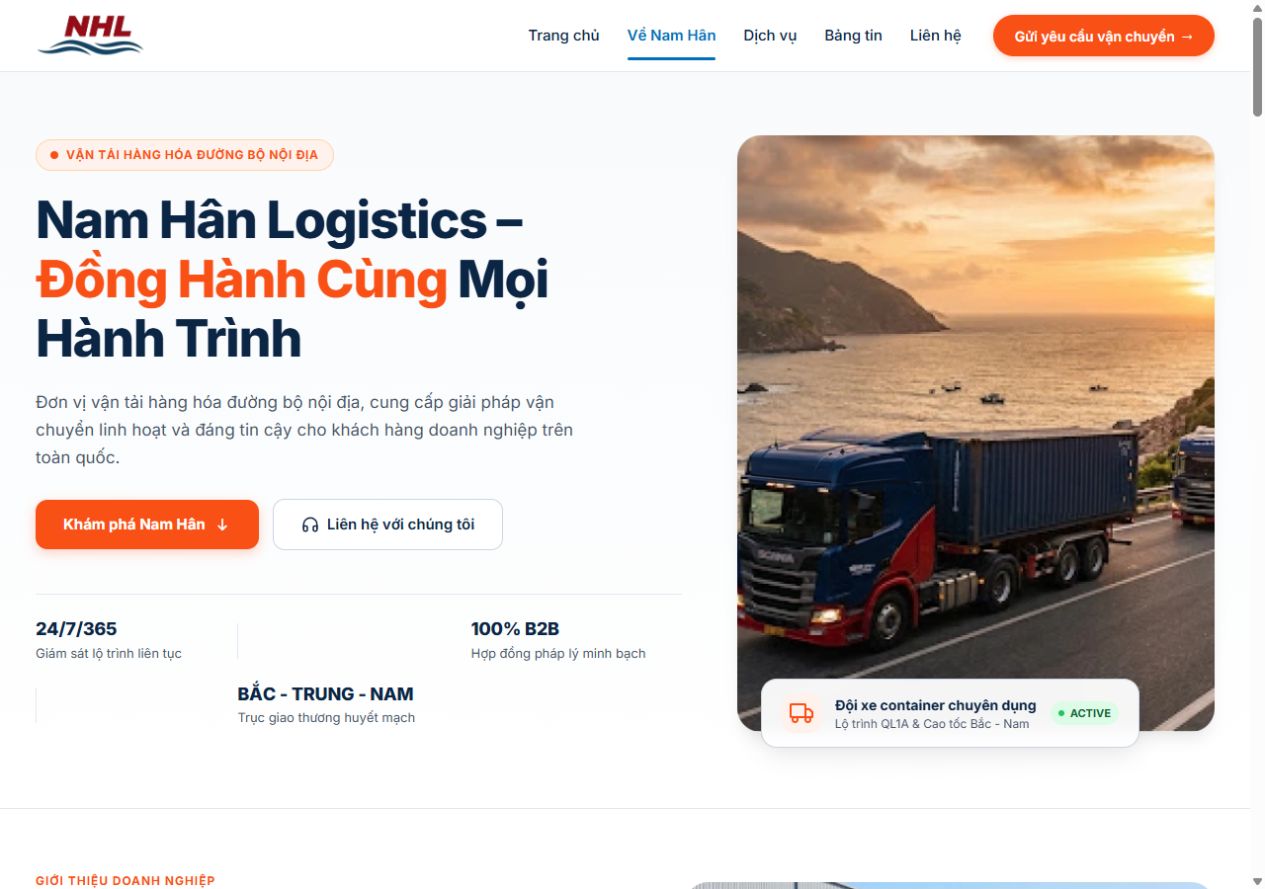 NHL
Trang chủ
Về Nam Hân
Dịch vụ
Bảng tin
Liên hệ
Gửi yêu cầu vận chuyển →
VẬN TẢI HÀNG HÓA ĐƯỜNG BỘ NỘI ĐỊA
Nam Hân Logistics –
Đồng Hành Cùng Mọi
Hành Trình
Đơn vị vận tải hàng hóa đường bộ nội địa, cung cấp giải pháp vận
chuyển linh hoạt và đáng tin cậy cho khách hàng doanh nghiệp trên
toàn quốc.
Khám phá Nam Hân ↓
Liên hệ với chúng tôi
24/7/365
Giám sát lộ trình liên tục
100% B2B
Hợp đồng pháp lý minh bạch
BẮC - TRUNG - NAM
Trục giao thương huyết mạch
SCANIA
Đội xe container chuyên dụng
Lộ trình QL1A & Cao tốc Bắc - Nam
ACTIVE
GIỚI THIỆU DOANH NGHIỆP